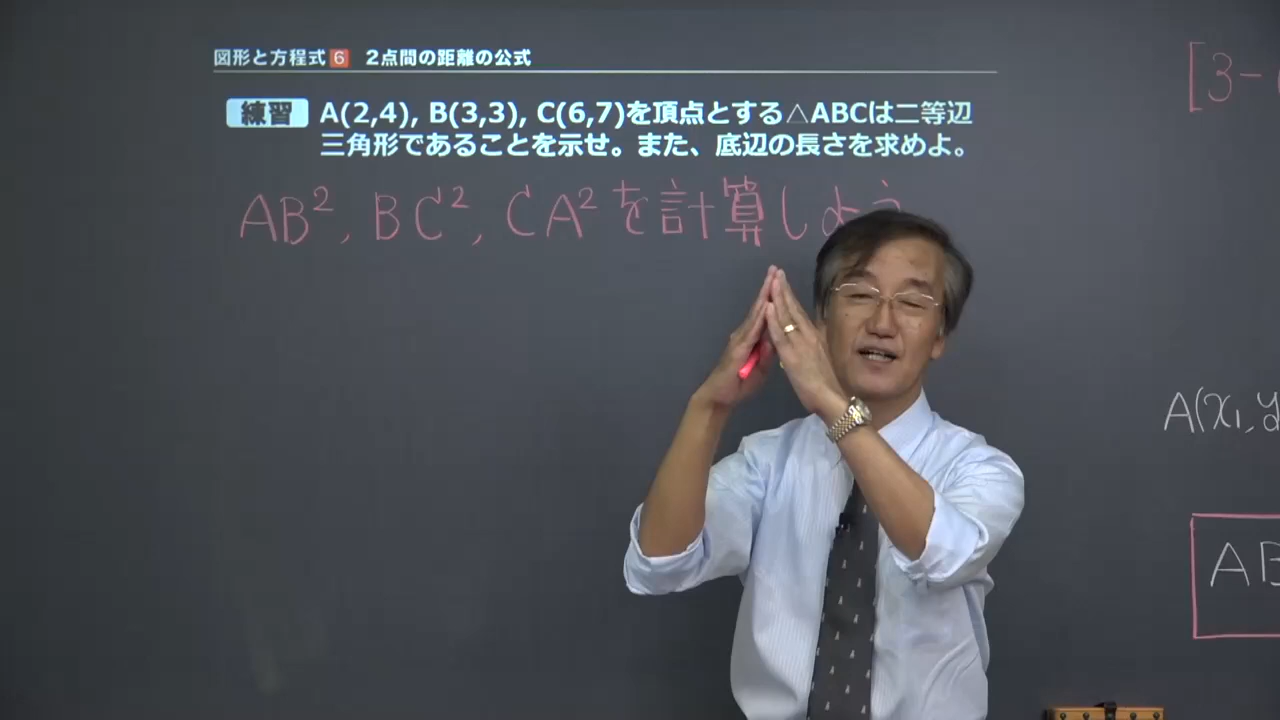 図形と方程式6 2点間の距離の公式
練習 A(2,4), B(3,3), C(6,7)を頂点とする△ABCは二等辺
三角形であることを示せ。また、底辺の長さを求めよ。
AB², BC², CA²を計算しよう
[3-
A(x₁, y
AB